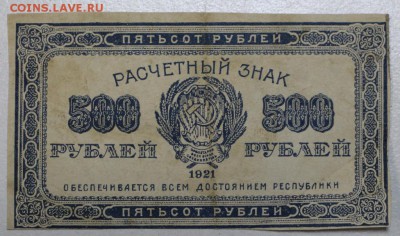 COINS.LAVE.RU
ПЯТЬСОТ РУБЛЕЙ
РАСЧЕТНЫЙ ЗНАК
500 500
РУБЛЕЙ РУБЛЕЙ
1921
ОБЕСПЕЧИВАЕТСЯ ВСЕМ ДОСТОЯНИЕМ РЕСПУБЛИКИ
ПЯТЬСОТ РУБЛЕЙ